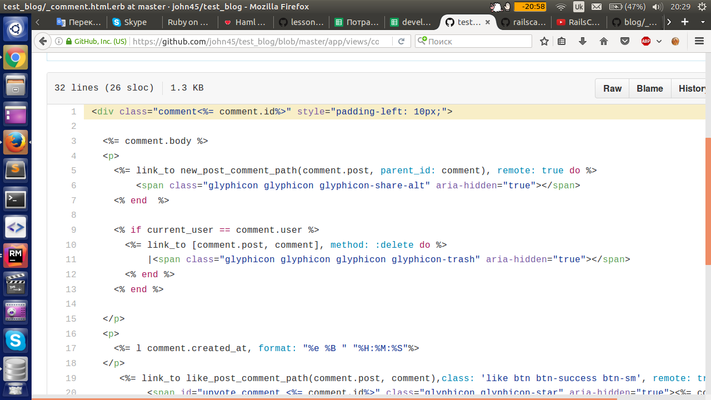 test_blog/_comment.html.erb at master · john45/test_blog - Mozilla Firefox
-20:58
Uk
(47%)
20:29
Перек
Skype
Ruby on
Haml
lesson
Потра
devel
test
railsca
RailsC
blog/_
GitHub, Inc. (US)
https://github.com/john45/test_blog/blob/master/app/views/co
Поиск
ABP
32 lines (26 sloc)
1.3 KB
Raw
Blame
Histor
1 <div class="comment<%= comment.id%>" style="padding-left: 10px;">
2
3 <%= comment.body %>
4 <p>
5 <%= link_to new_post_comment_path(comment.post, parent_id: comment), remote: true do %>
6 <span class="glyphicon glyphicon glyphicon-share-alt" aria-hidden="true"></span>
7 <% end %>
8
9 <% if current_user == comment.user %>
10 <%= link_to [comment.post, comment], method: :delete do %>
11 |<span class="glyphicon glyphicon glyphicon glyphicon-trash" aria-hidden="true"></span>
12 <% end %>
13 <% end %>
14
15 </p>
16 <p>
17 <%= l comment.created_at, format: "%e %B " "%H:%M:%S"%>
18 </p>
19 <%= link_to like_post_comment_path(comment.post, comment),class: 'like btn btn-success btn-sm', remote: tr
20 <span id="upvote_comment_<%= comment.id%>" class="glyphicon glyphicon-star" aria-hidden="true"><%= co
RM